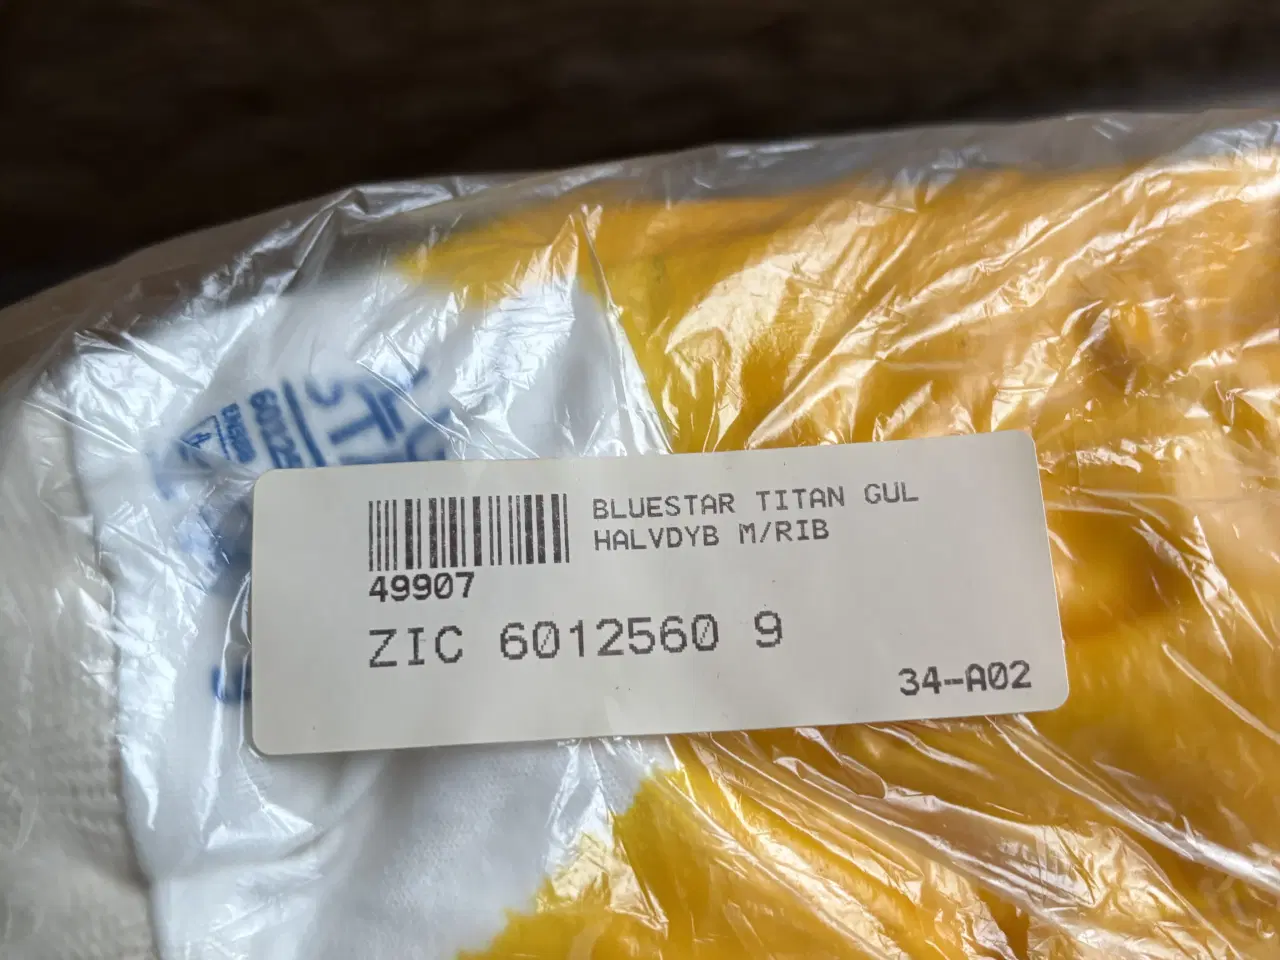 BLUESTAR TITAN GUL
HALVDYB M/RIB
49907
ZIC 6012560 9
34-A02